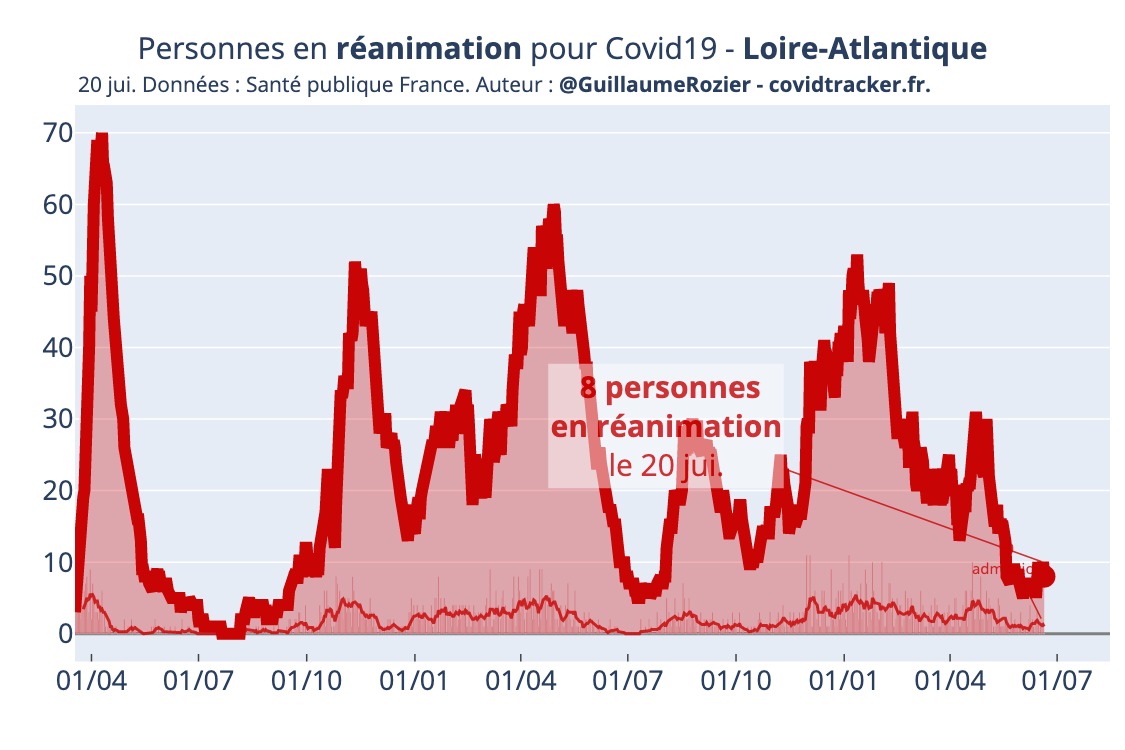 Personnes en réanimation pour Covid19 - Loire-Atlantique
20 jui. Données : Santé publique France. Auteur : @GuillaumeRozier - covidtracker.fr.
70
60
50
40
30
20
10
0
8 personnes
en réanimation
le 20 jui.
01/04 01/07 01/10 01/01 01/04 01/07 01/10 01/01 01/04 01/07